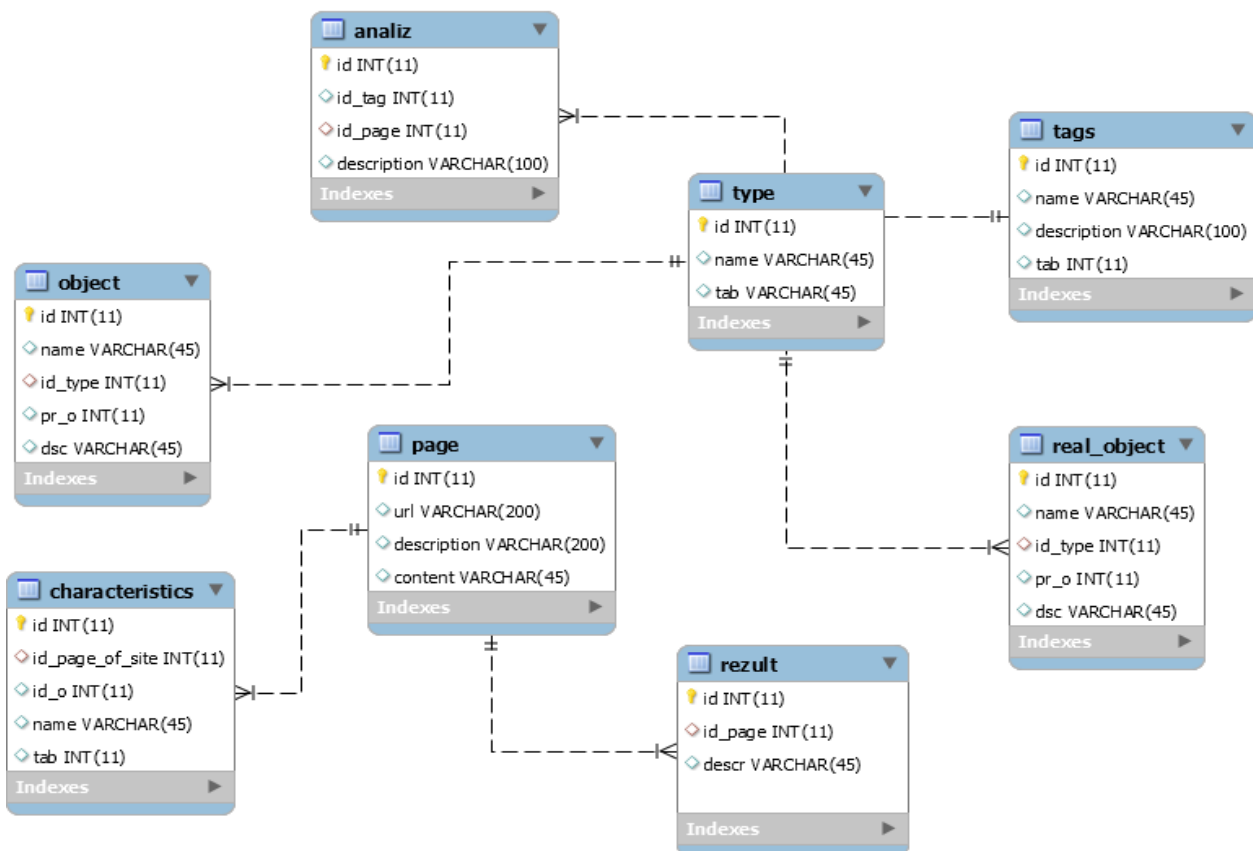 analiz
id INT(11)
id_tag INT(11)
id_page INT(11)
description VARCHAR(100)
Indexes
tags
id INT(11)
name VARCHAR(45)
description VARCHAR(100)
tab INT(11)
Indexes
type
id INT(11)
name VARCHAR(45)
tab VARCHAR(45)
Indexes
object
id INT(11)
name VARCHAR(45)
id_type INT(11)
pr_o INT(11)
dsc VARCHAR(45)
Indexes
page
id INT(11)
url VARCHAR(200)
description VARCHAR(200)
content VARCHAR(45)
Indexes
real_object
id INT(11)
name VARCHAR(45)
id_type INT(11)
pr_o INT(11)
dsc VARCHAR(45)
Indexes
characteristics
id INT(11)
id_page_of_site INT(11)
id_o INT(11)
name VARCHAR(45)
tab INT(11)
Indexes
rezult
id INT(11)
id_page INT(11)
descr VARCHAR(45)
Indexes